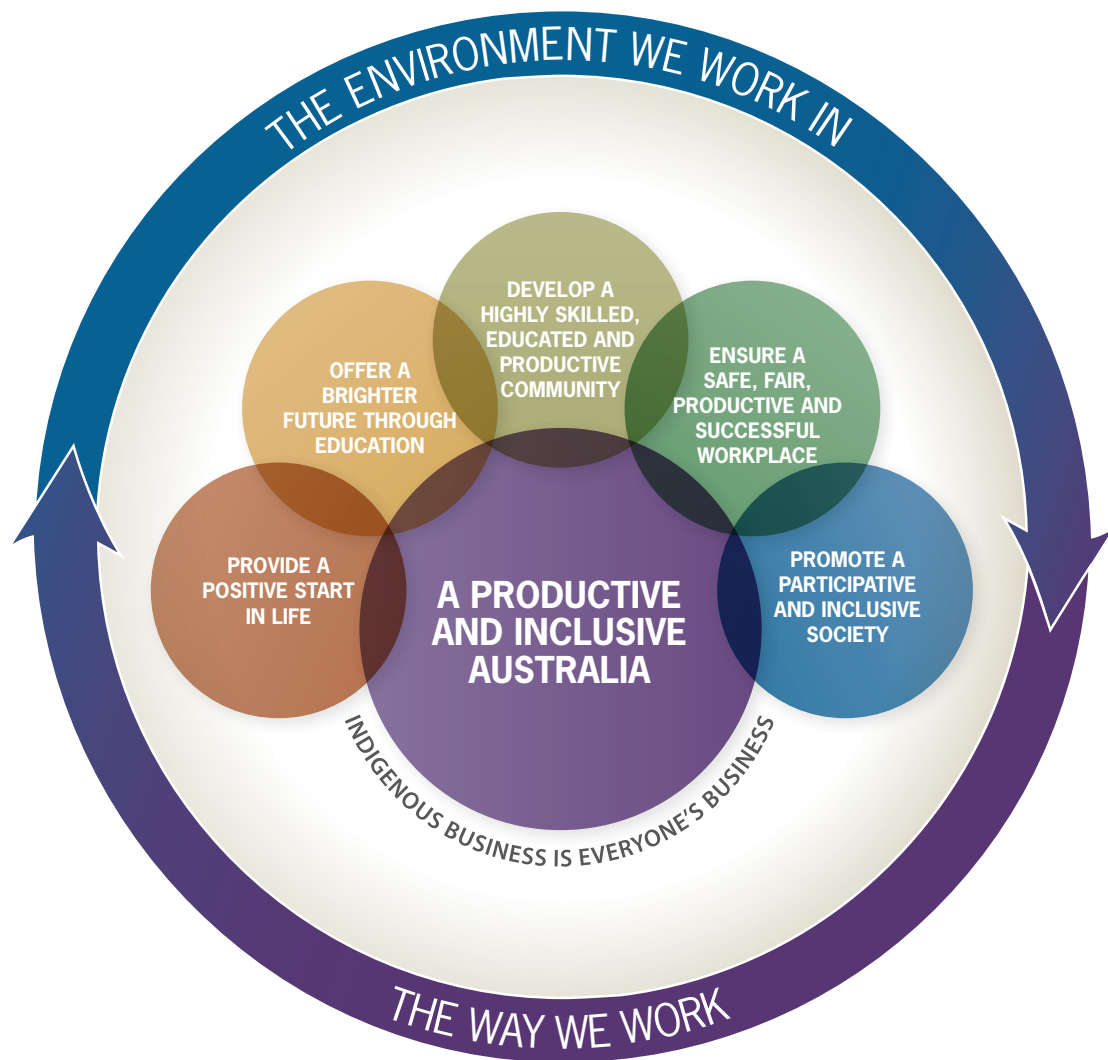 THE ENVIRONMENT WE WORK IN
DEVELOP A
HIGHLY SKILLED,
EDUCATED AND
PRODUCTIVE
COMMUNITY
OFFER A
BRIGHTER
FUTURE THROUGH
EDUCATION
ENSURE A
SAFE, FAIR,
PRODUCTIVE AND
SUCCESSFUL
WORKPLACE
PROVIDE A
POSITIVE START
IN LIFE
PROMOTE A
PARTICIPATIVE
AND INCLUSIVE
SOCIETY
A PRODUCTIVE
AND INCLUSIVE
AUSTRALIA
INDIGENOUS BUSINESS IS EVERYONE'S BUSINESS
THE WAY WE WORK